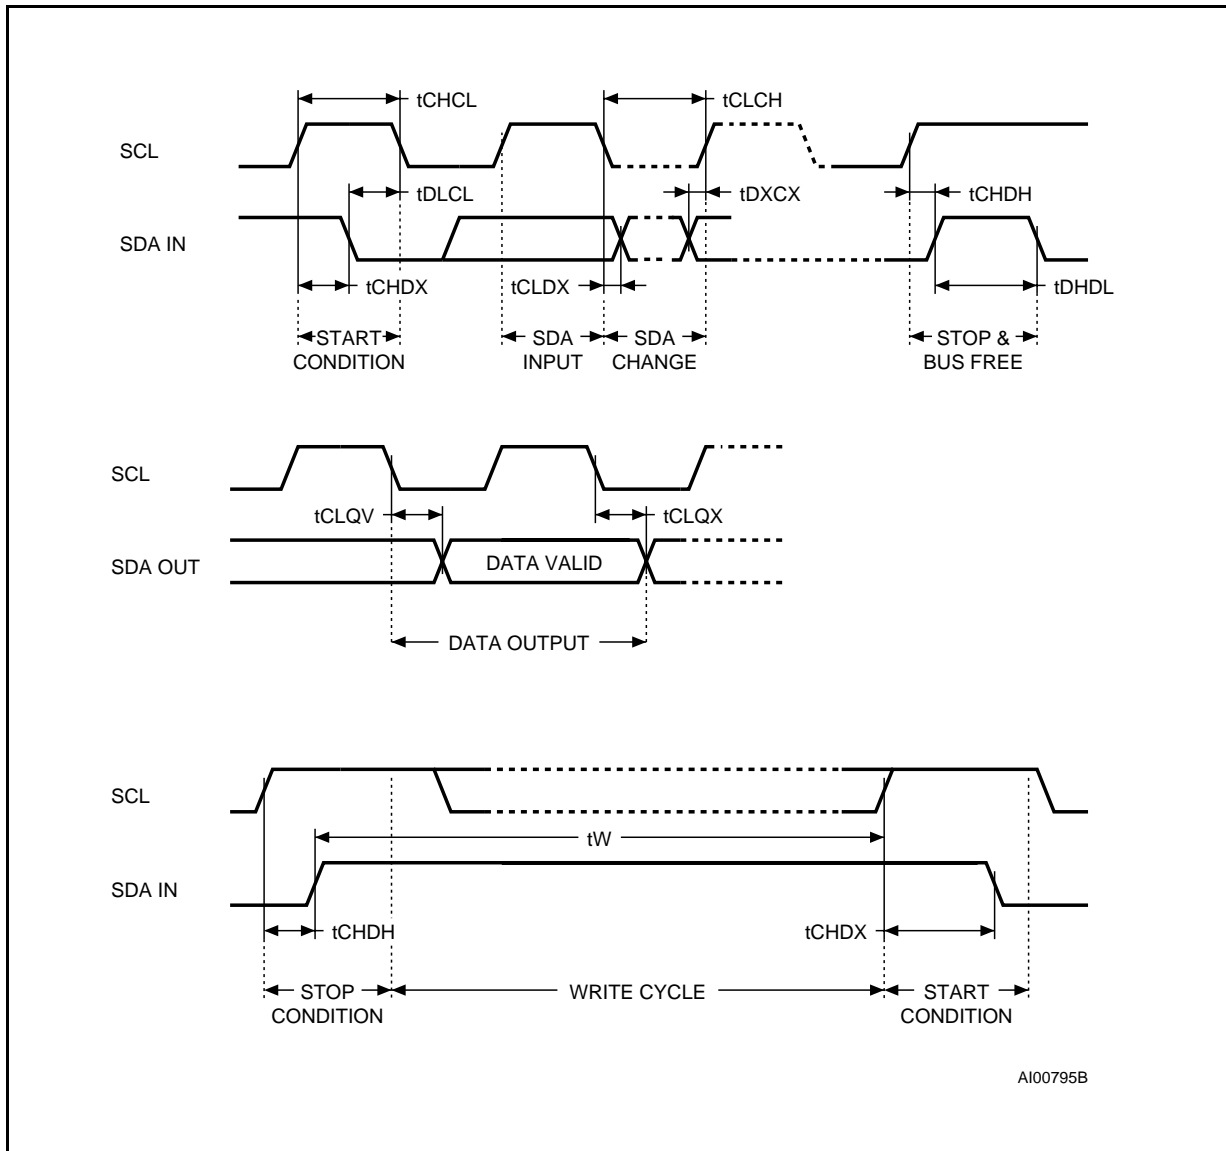 tCHCL
tCLCH
SCL
tDLCL
tDXCX
tCHDH
SDA IN
tCHDX
tCLDX
tDHDL
START
CONDITION
SDA
INPUT
SDA
CHANGE
STOP &
BUS FREE
SCL
tCLQV
tCLQX
SDA OUT
DATA VALID
DATA OUTPUT
SCL
tW
SDA IN
tCHDH
tCHDX
STOP
CONDITION
WRITE CYCLE
START
CONDITION
AI00795B